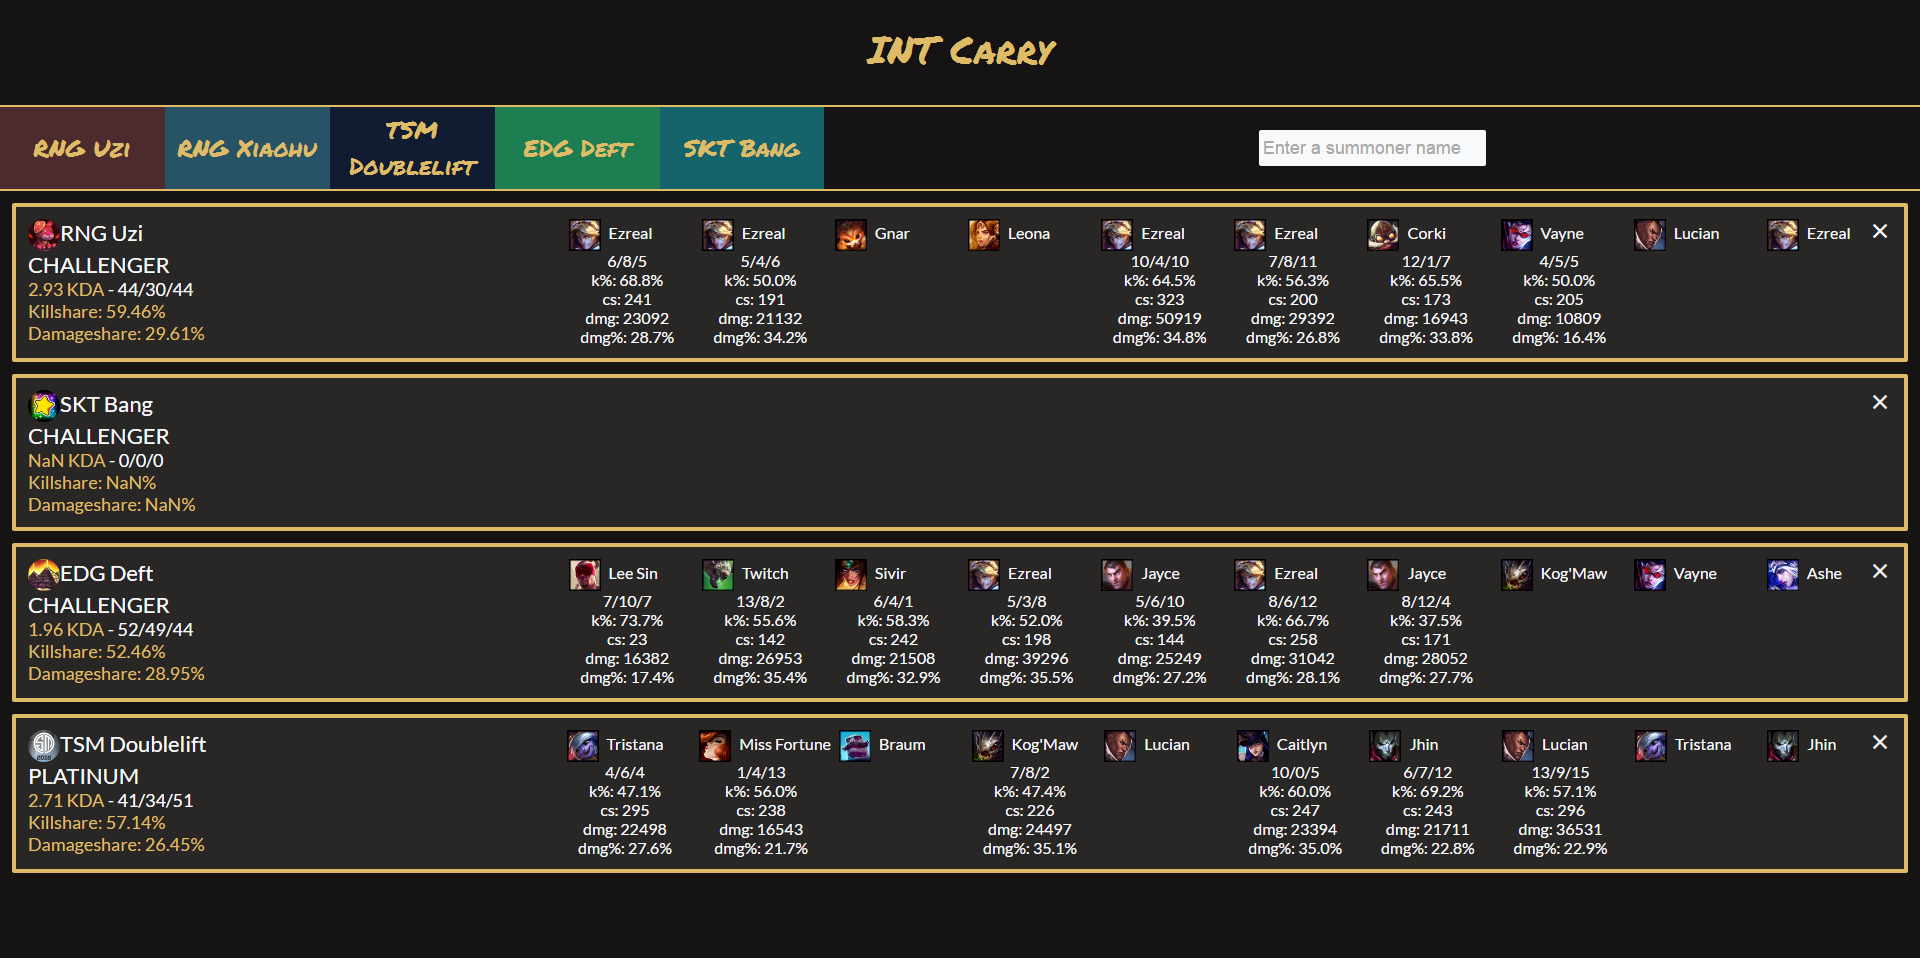 INT Carry
RNG Uzi
RNG Xiaohu
TSM
Doublelift
EDG Deft
SKT Bang
Enter a summoner name
RNG Uzi
CHALLENGER
2.93 KDA - 44/30/44
Killshare: 59.46%
Damageshare: 29.61%
Ezreal
6/8/5
k%: 68.8%
cs: 241
dmg: 23092
dmg%: 28.7%
Ezreal
5/4/6
k%: 50.0%
cs: 191
dmg: 21132
dmg%: 34.2%
Gnar
Leona
Ezreal
10/4/10
k%: 64.5%
cs: 323
dmg: 50919
dmg%: 34.8%
Ezreal
7/8/11
k%: 56.3%
cs: 200
dmg: 29392
dmg%: 26.8%
Corki
12/1/7
k%: 65.5%
cs: 173
dmg: 16943
dmg%: 33.8%
Vayne
4/5/5
k%: 50.0%
cs: 205
dmg: 10809
dmg%: 16.4%
Lucian
Ezreal
×
SKT Bang
CHALLENGER
NaN KDA - 0/0/0
Killshare: NaN%
Damageshare: NaN%
×
EDG Deft
CHALLENGER
1.96 KDA - 52/49/44
Killshare: 52.46%
Damageshare: 28.95%
Lee Sin
7/10/7
k%: 73.7%
cs: 23
dmg: 16382
dmg%: 17.4%
Twitch
13/8/2
k%: 55.6%
cs: 142
dmg: 26953
dmg%: 35.4%
Sivir
6/4/1
k%: 58.3%
cs: 242
dmg: 21508
dmg%: 32.9%
Ezreal
5/3/8
k%: 52.0%
cs: 198
dmg: 39296
dmg%: 35.5%
Jayce
5/6/10
k%: 39.5%
cs: 144
dmg: 25249
dmg%: 27.2%
Ezreal
8/6/12
k%: 66.7%
cs: 258
dmg: 31042
dmg%: 28.1%
Jayce
8/12/4
k%: 37.5%
cs: 171
dmg: 28052
dmg%: 27.7%
Kog'Maw
Vayne
Ashe
×
TSM Doublelift
PLATINUM
2.71 KDA - 41/34/51
Killshare: 57.14%
Damageshare: 26.45%
Tristana
4/6/4
k%: 47.1%
cs: 295
dmg: 22498
dmg%: 27.6%
Miss Fortune
1/4/13
k%: 56.0%
cs: 238
dmg: 16543
dmg%: 21.7%
Braum
Kog'Maw
7/8/2
k%: 47.4%
cs: 226
dmg: 24497
dmg%: 35.1%
Lucian
Caitlyn
10/0/5
k%: 60.0%
cs: 247
dmg: 23394
dmg%: 35.0%
Jhin
6/7/12
k%: 69.2%
cs: 243
dmg: 21711
dmg%: 22.8%
Lucian
13/9/15
k%: 57.1%
cs: 296
dmg: 36531
dmg%: 22.9%
Tristana
Jhin
×